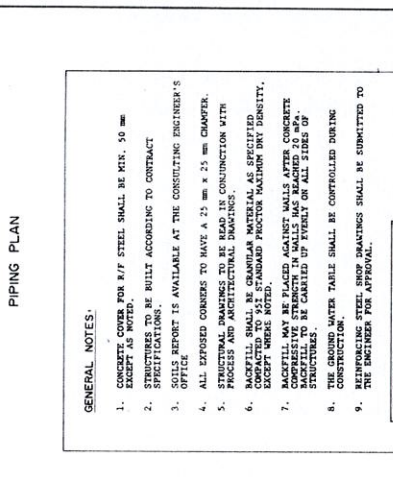 PIPING PLAN
GENERAL NOTES:
1. CONCRETE COVER FOR R/F STEEL SHALL BE MIN. 50 mm
EXCEPT AS NOTED.
2. STRUCTURES TO BE BUILT ACCORDING TO CONTRACT
SPECIFICATIONS.
3. SOILS REPORT IS AVAILABLE AT THE CONSULTING ENGINEER'S
OFFICE
4. ALL EXPOSED CORNERS TO HAVE A 25 mm x 25 mm CHAMFER.
5. STRUCTURAL DRAWINGS TO BE READ IN CONJUNCTION WITH
PROCESS AND ARCHITECTURAL DRAWINGS.
6. BACKFILL SHALL BE GRANULAR MATERIAL AS SPECIFIED
COMPACTED TO 95% STANDARD PROCTOR MAXIMUM DRY DENSITY,
EXCEPT WHERE NOTED.
7. BACKFILL MAY BE PLACED AGAINST WALLS AFTER CONCRETE
COMPRESSIVE STRENGTH IN WALLS HAS REACHED 20 mPa.
BACKFILL TO BE CARRIED UP EVENLY ON ALL SIDES OF
STRUCTURES.
8. THE GROUND WATER TABLE SHALL BE CONTROLLED DURING
CONSTRUCTION.
9. REINFORCING STEEL SHOP DRAWINGS SHALL BE SUBMITTED TO
THE ENGINEER FOR APPROVAL.